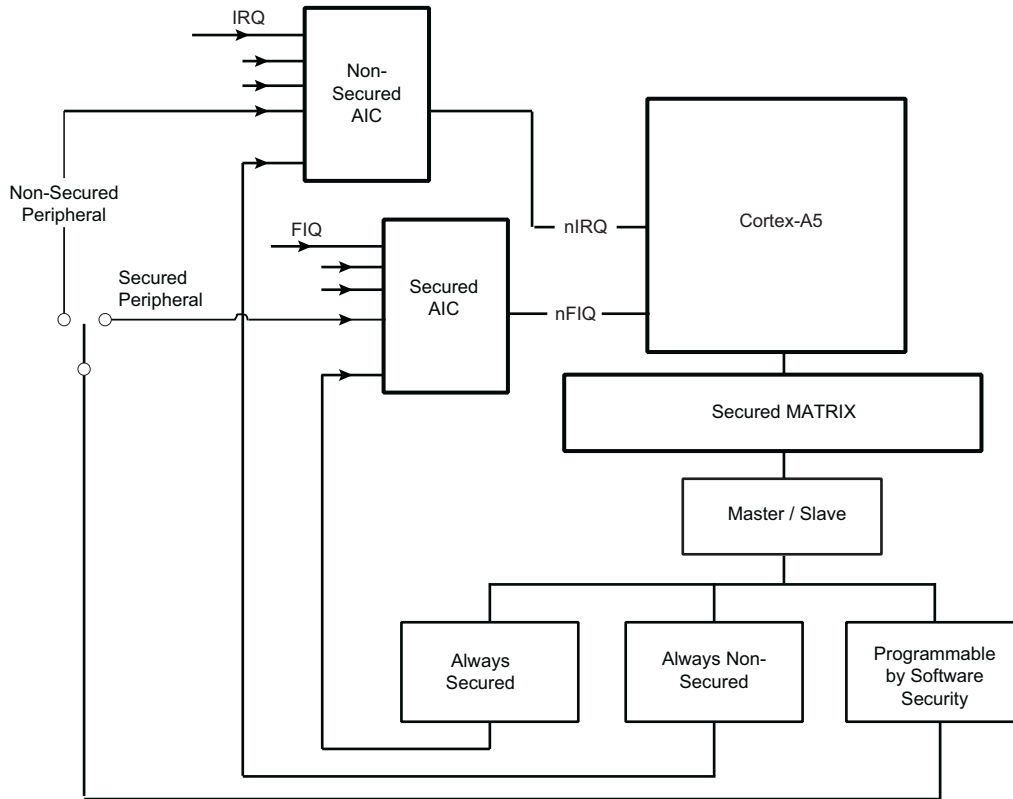 IRQ
Non-
Secured
AIC
Non-Secured
Peripheral
Cortex-A5
nIRQ
FIQ
Secured
AIC
Secured
Peripheral
nFIQ
Secured MATRIX
Master / Slave
Always
Secured
Always Non-
Secured
Programmable
by Software
Security